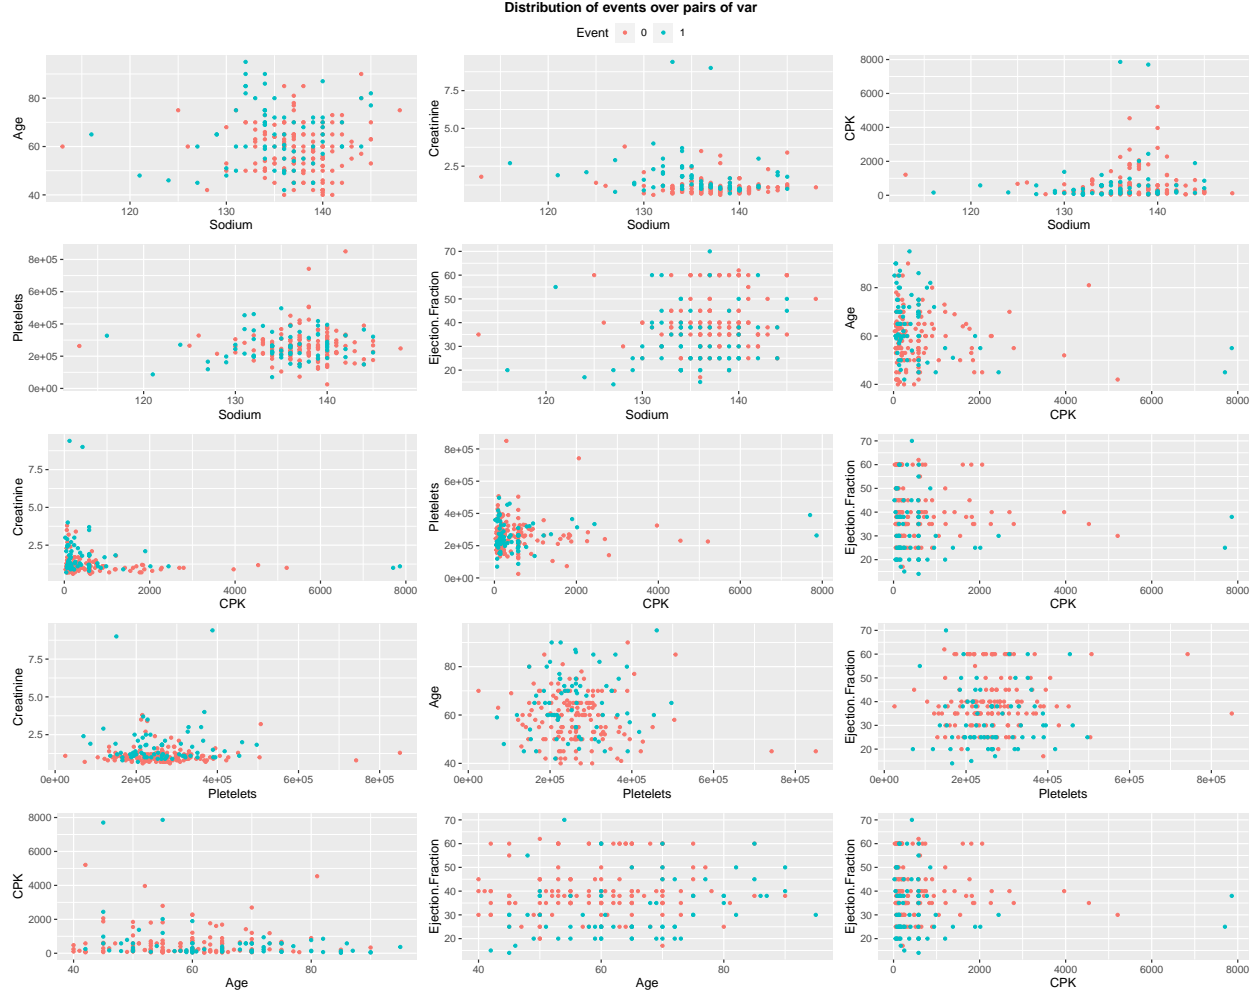 Distribution of events over pairs of var
Event 0 1
80
60
40
Age
120 130 140
Sodium
7.5
5.0
2.5
Creatinine
120 130 140
Sodium
8000
6000
4000
2000
0
CPK
120 130 140
Sodium
8e+05
6e+05
4e+05
2e+05
0e+00
Pletelets
120 130 140
Sodium
70
60
50
40
30
20
Ejection.Fraction
120 130 140
Sodium
80
60
40
Age
0 2000 4000 6000 8000
CPK
7.5
5.0
2.5
Creatinine
0 2000 4000 6000 8000
CPK
8e+05
6e+05
4e+05
2e+05
0e+00
Pletelets
0 2000 4000 6000 8000
CPK
70
60
50
40
30
20
Ejection.Fraction
0 2000 4000 6000 8000
CPK
7.5
5.0
2.5
Creatinine
0e+00 2e+05 4e+05 6e+05 8e+05
Pletelets
80
60
40
Age
0e+00 2e+05 4e+05 6e+05 8e+05
Pletelets
70
60
50
40
30
20
Ejection.Fraction
0e+00 2e+05 4e+05 6e+05 8e+05
Pletelets
8000
6000
4000
2000
0
CPK
40 60 80
Age
70
60
50
40
30
20
Ejection.Fraction
40 60 80
Age
70
60
50
40
30
20
Ejection.Fraction
0 2000 4000 6000 8000
CPK